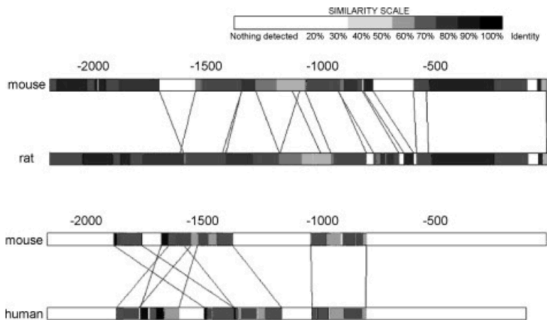 SIMILARITY SCALE
Nothing detected 20% 30% 40% 50% 60% 70% 80% 90% 100% Identity
-2000 -1500 -1000 -500
mouse
rat
-2000 -1500 -1000 -500
mouse
human